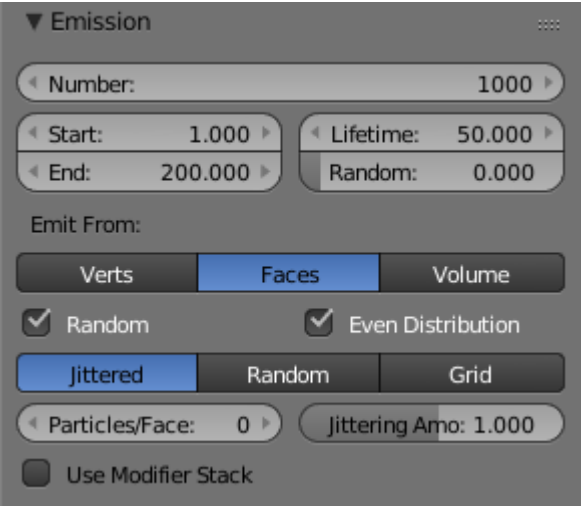 Emission
Number: 1000
Start: 1.000 Lifetime: 50.000
End: 200.000 Random: 0.000
Emit From:
Verts Faces Volume
Random Even Distribution
Jittered Random Grid
Particles/Face: 0 Jittering Amo: 1.000
Use Modifier Stack